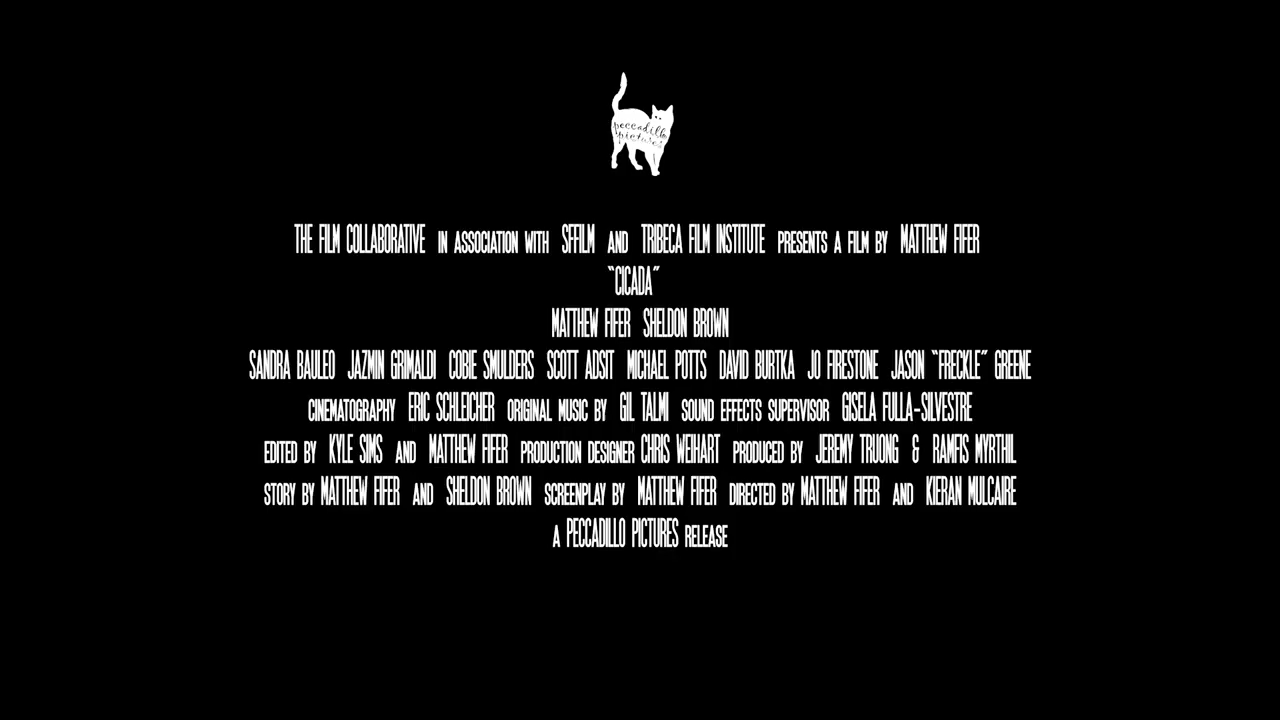 peccadillo
pictures
THE FILM COLLABORATIVE IN ASSOCIATION WITH SFFILM AND TRIBECA FILM INSTITUTE PRESENTS A FILM BY MATTHEW FIFER
“CICADA”
MATTHEW FIFER SHELDON BROWN
SANDRA BAULEO JAZMIN GRIMALDI COBIE SMULDERS SCOTT ADSIT MICHAEL POTTS DAVID BURTKA JO FIRESTONE JASON “FRECKLE” GREENE
CINEMATOGRAPHY ERIC SCHLEICHER ORIGINAL MUSIC BY GIL TALMI SOUND EFFECTS SUPERVISOR GISELA FULLA-SILVESTRE
EDITED BY KYLE SIMS AND MATTHEW FIFER PRODUCTION DESIGNER CHRIS WEIHART PRODUCED BY JEREMY TRUONG & RAMFIS MYRTHIL
STORY BY MATTHEW FIFER AND SHELDON BROWN SCREENPLAY BY MATTHEW FIFER DIRECTED BY MATTHEW FIFER AND KIERAN MULCAIRE
A PECCADILLO PICTURES RELEASE